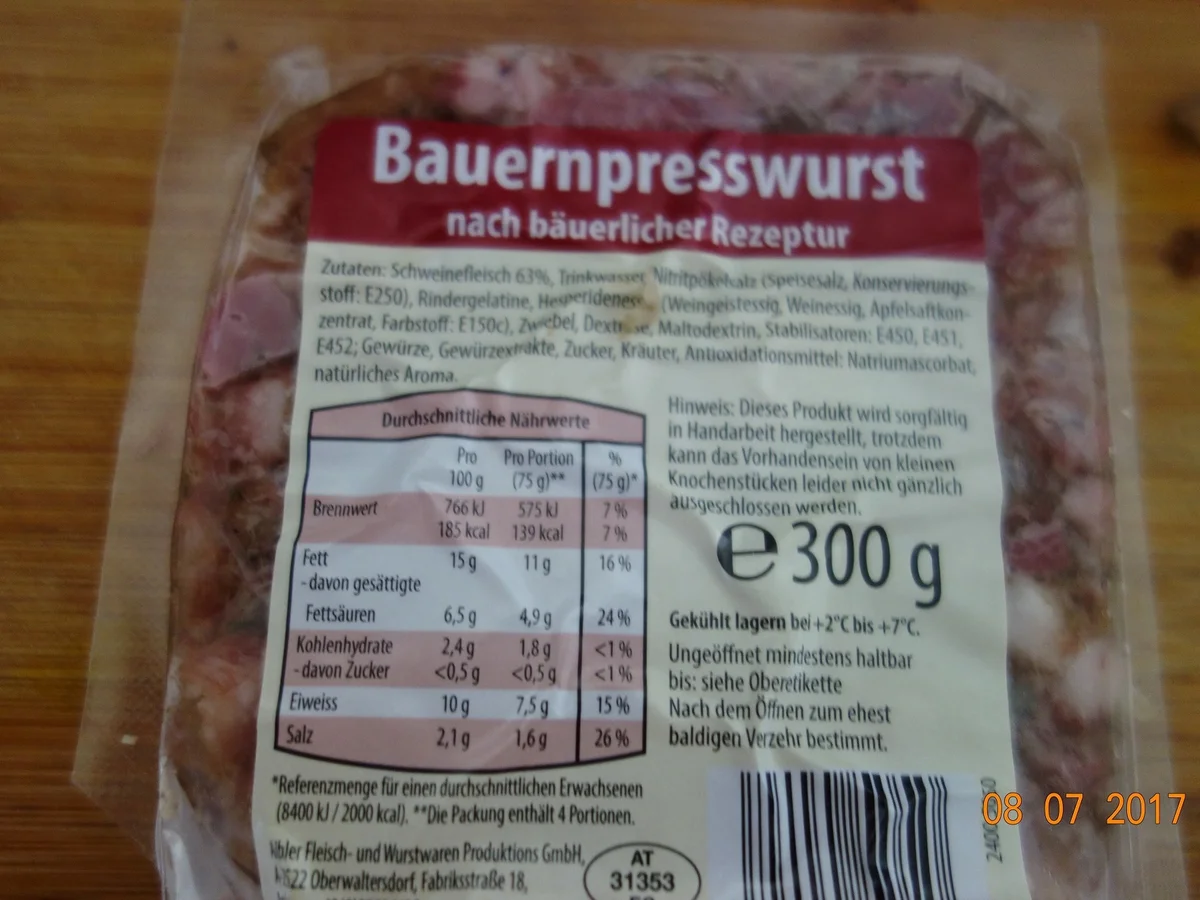 Bauernpresswurst
nach bäuerlicher Rezeptur
Zutaten: Schweinefleisch 63%, Trinkwasser, Nitritpökelsalz (Speisesalz, Konservierungs-
stoff: E250), Rindergelatine, Hesperideness (Weingeistessig, Weinessig, Apfelsaftkon-
zentrat, Farbstoff: E150c), Zwiebel, Dextrose, Maltodextrin, Stabilisatoren: E450, E451,
E452; Gewürze, Gewürzextrakte, Zucker, Kräuter, Antioxidationsmittel: Natriumascorbat,
natürliches Aroma.
Durchschnittliche Nährwerte
Pro Pro Portion %
100 g (75 g)** (75 g)*
Brennwert 766 kJ 575 kJ 7 %
185 kcal 139 kcal 7 %
Fett 15 g 11 g 16 %
- davon gesättigte
Fettsäuren 6,5 g 4,9 g 24 %
Kohlenhydrate 2,4 g 1,8 g <1 %
- davon Zucker <0,5 g <0,5 g <1 %
Eiweiss 10 g 7,5 g 15 %
Salz 2,1 g 1,6 g 26 %
*Referenzmenge für einen durchschnittlichen Erwachsenen
(8400 kJ / 2000 kcal). **Die Packung enthält 4 Portionen.
Fleisch- und Wurstwaren Produktions GmbH,
Oberwaltersdorf, Fabriksstraße 18,
AT
31353
Hinweis: Dieses Produkt wird sorgfältig
in Handarbeit hergestellt, trotzdem
kann das Vorhandensein von kleinen
Knochenstücken leider nicht gänzlich
ausgeschlossen werden.
e 300 g
Gekühlt lagern bei +2°C bis +7°C.
Ungeöffnet mindestens haltbar
bis: siehe Oberetikette
Nach dem Öffnen zum ehest
baldigen Verzehr bestimmt.
08 07 2017